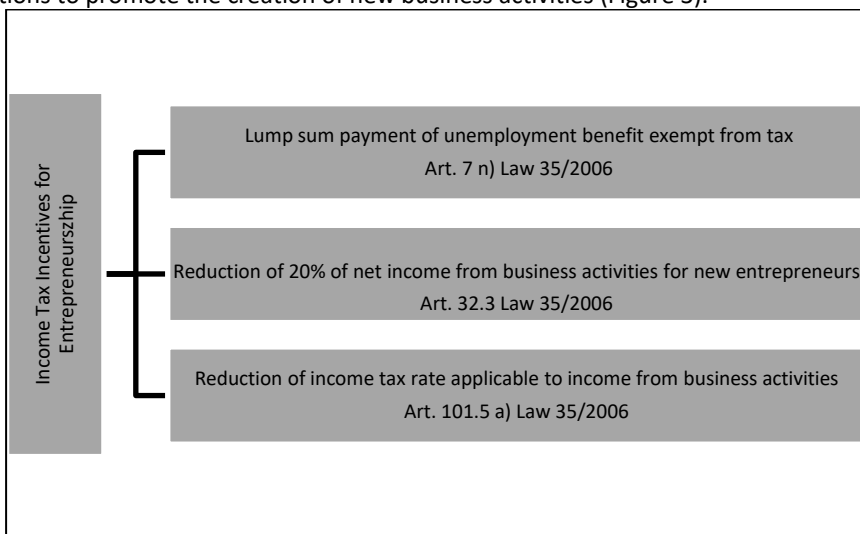 tions to promote the creation of new business activities (Figure 3).
Income Tax Incentives for
Entrepreneurszhip
Lump sum payment of unemployment benefit exempt from tax
Art. 7 n) Law 35/2006
Reduction of 20% of net income from business activities for new entrepreneurs
Art. 32.3 Law 35/2006
Reduction of income tax rate applicable to income from business activities
Art. 101.5 a) Law 35/2006